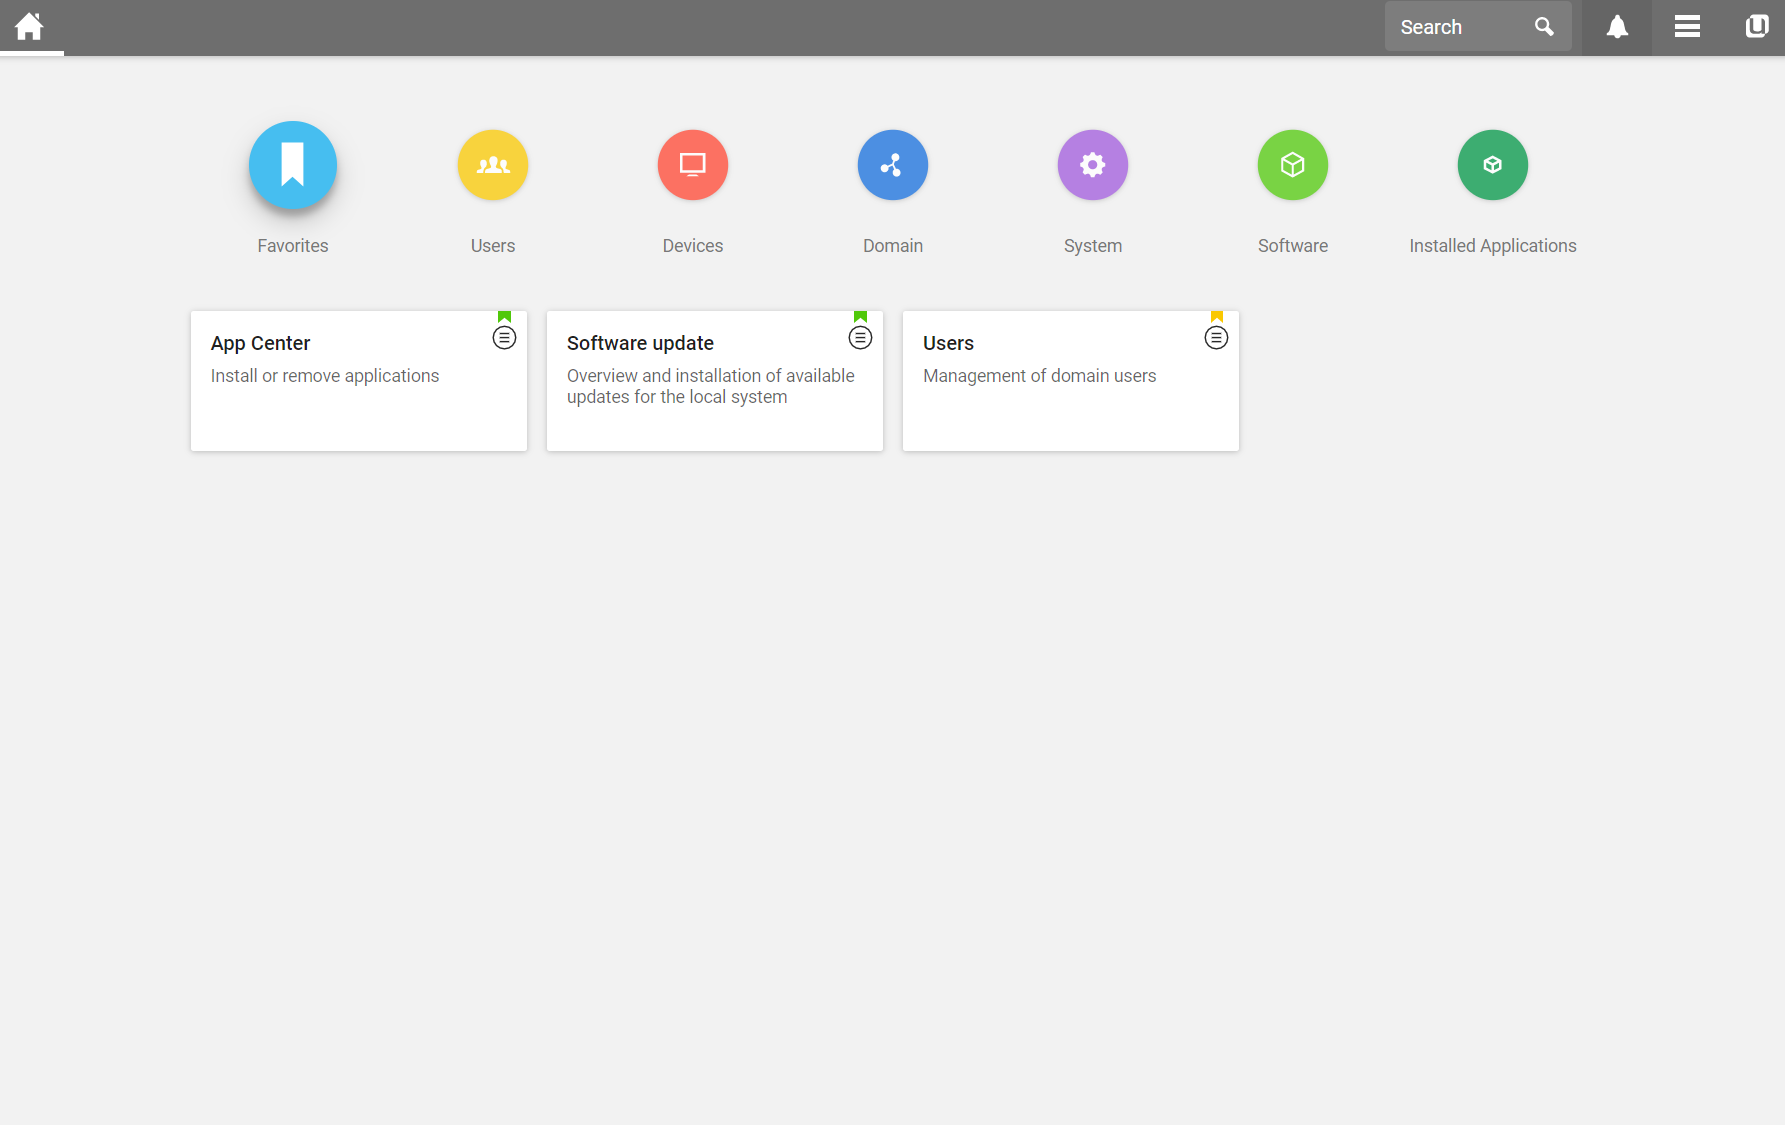 Search
Favorites
Users
Devices
Domain
System
Software
Installed Applications
App Center
Install or remove applications
Software update
Overview and installation of available
updates for the local system
Users
Management of domain users